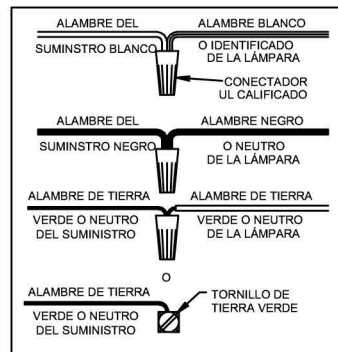 ALAMBRE DEL
SUMINSTRO BLANCO
ALAMBRE BLANCO
O IDENTIFICADO
DE LA LÁMPARA
CONECTADOR
UL CALIFICADO
ALAMBRE DEL
SUMINSTRO NEGRO
ALAMBRE NEGRO
O NEUTRO
DE LA LÁMPARA
ALAMBRE DE TIERRA
VERDE O NEUTRO
DEL SUMINISTRO
ALAMBRE DE TIERRA
VERDE O NEUTRO
DE LA LÁMPARA
O
ALAMBRE DE TIERRA
VERDE O NEUTRO
DEL SUMINISTRO
TORNILLO DE
TIERRA VERDE